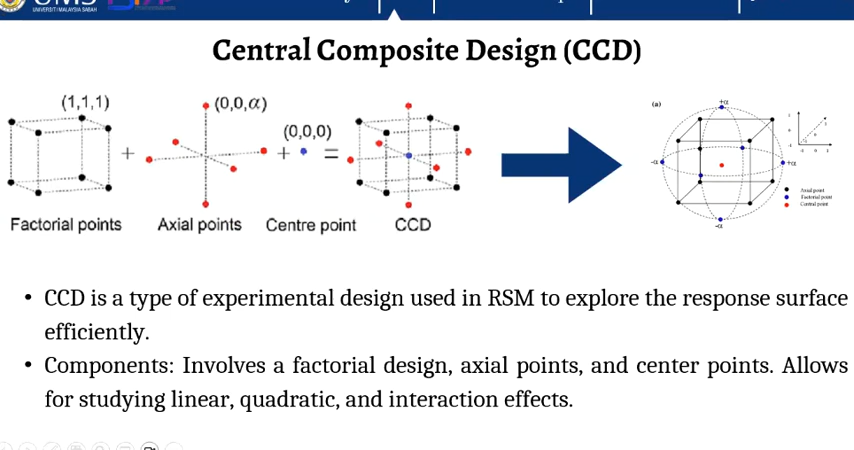 UMS
UNIVERSITI MALAYSIA SABAH
Central Composite Design (CCD)
(1,1,1)
(0,0,α)
(0,0,0)
+
+
=
Factorial points
Axial points
Centre point
CCD
(a)
+α
-α
+α
-α
Axial point
Factorial point
Central point
• CCD is a type of experimental design used in RSM to explore the response surface
efficiently.
• Components: Involves a factorial design, axial points, and center points. Allows
for studying linear, quadratic, and interaction effects.